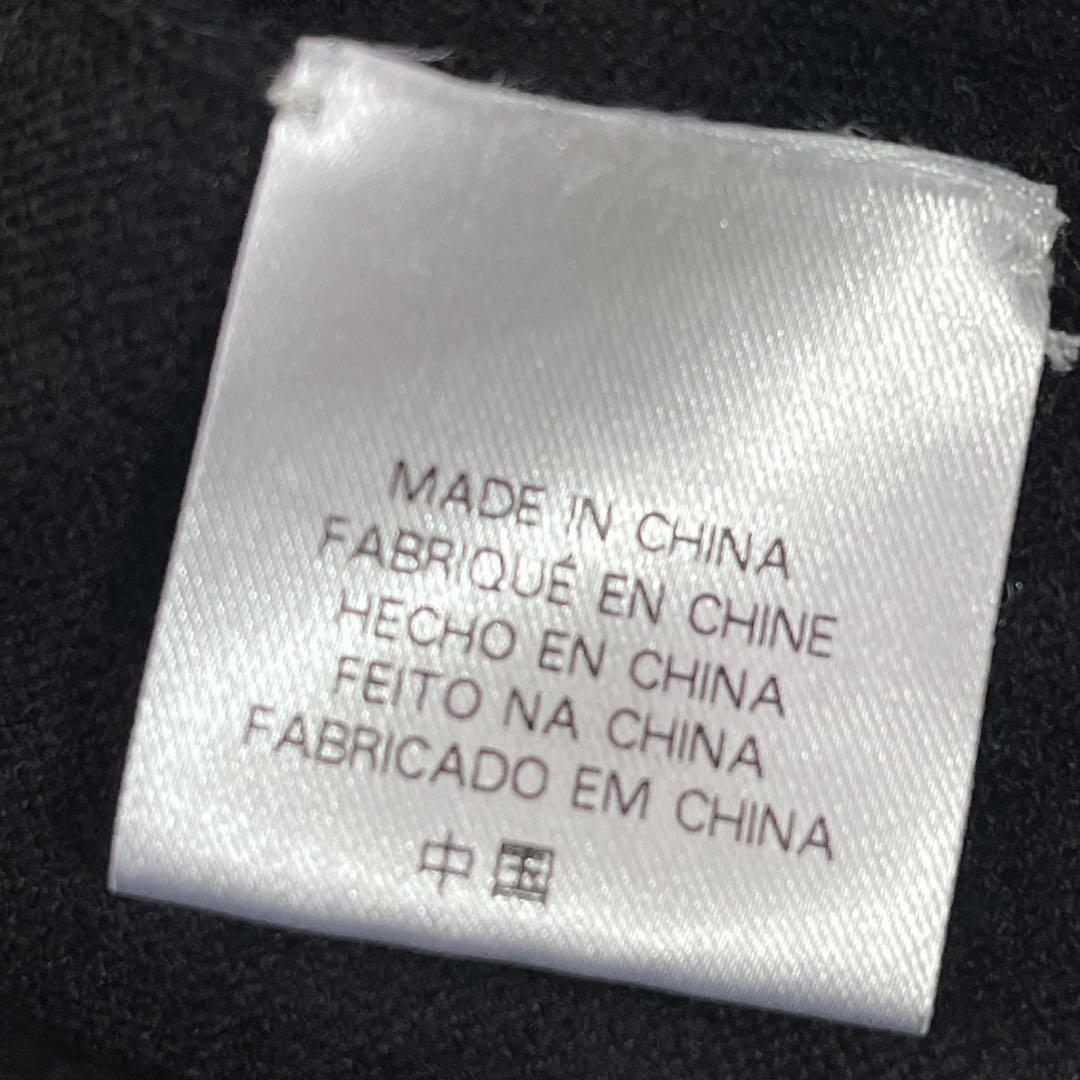 MADE IN CHINA
FABRIQUÉ EN CHINE
HECHO EN CHINA
FEITO NA CHINA
FABRICADO EM CHINA
中国